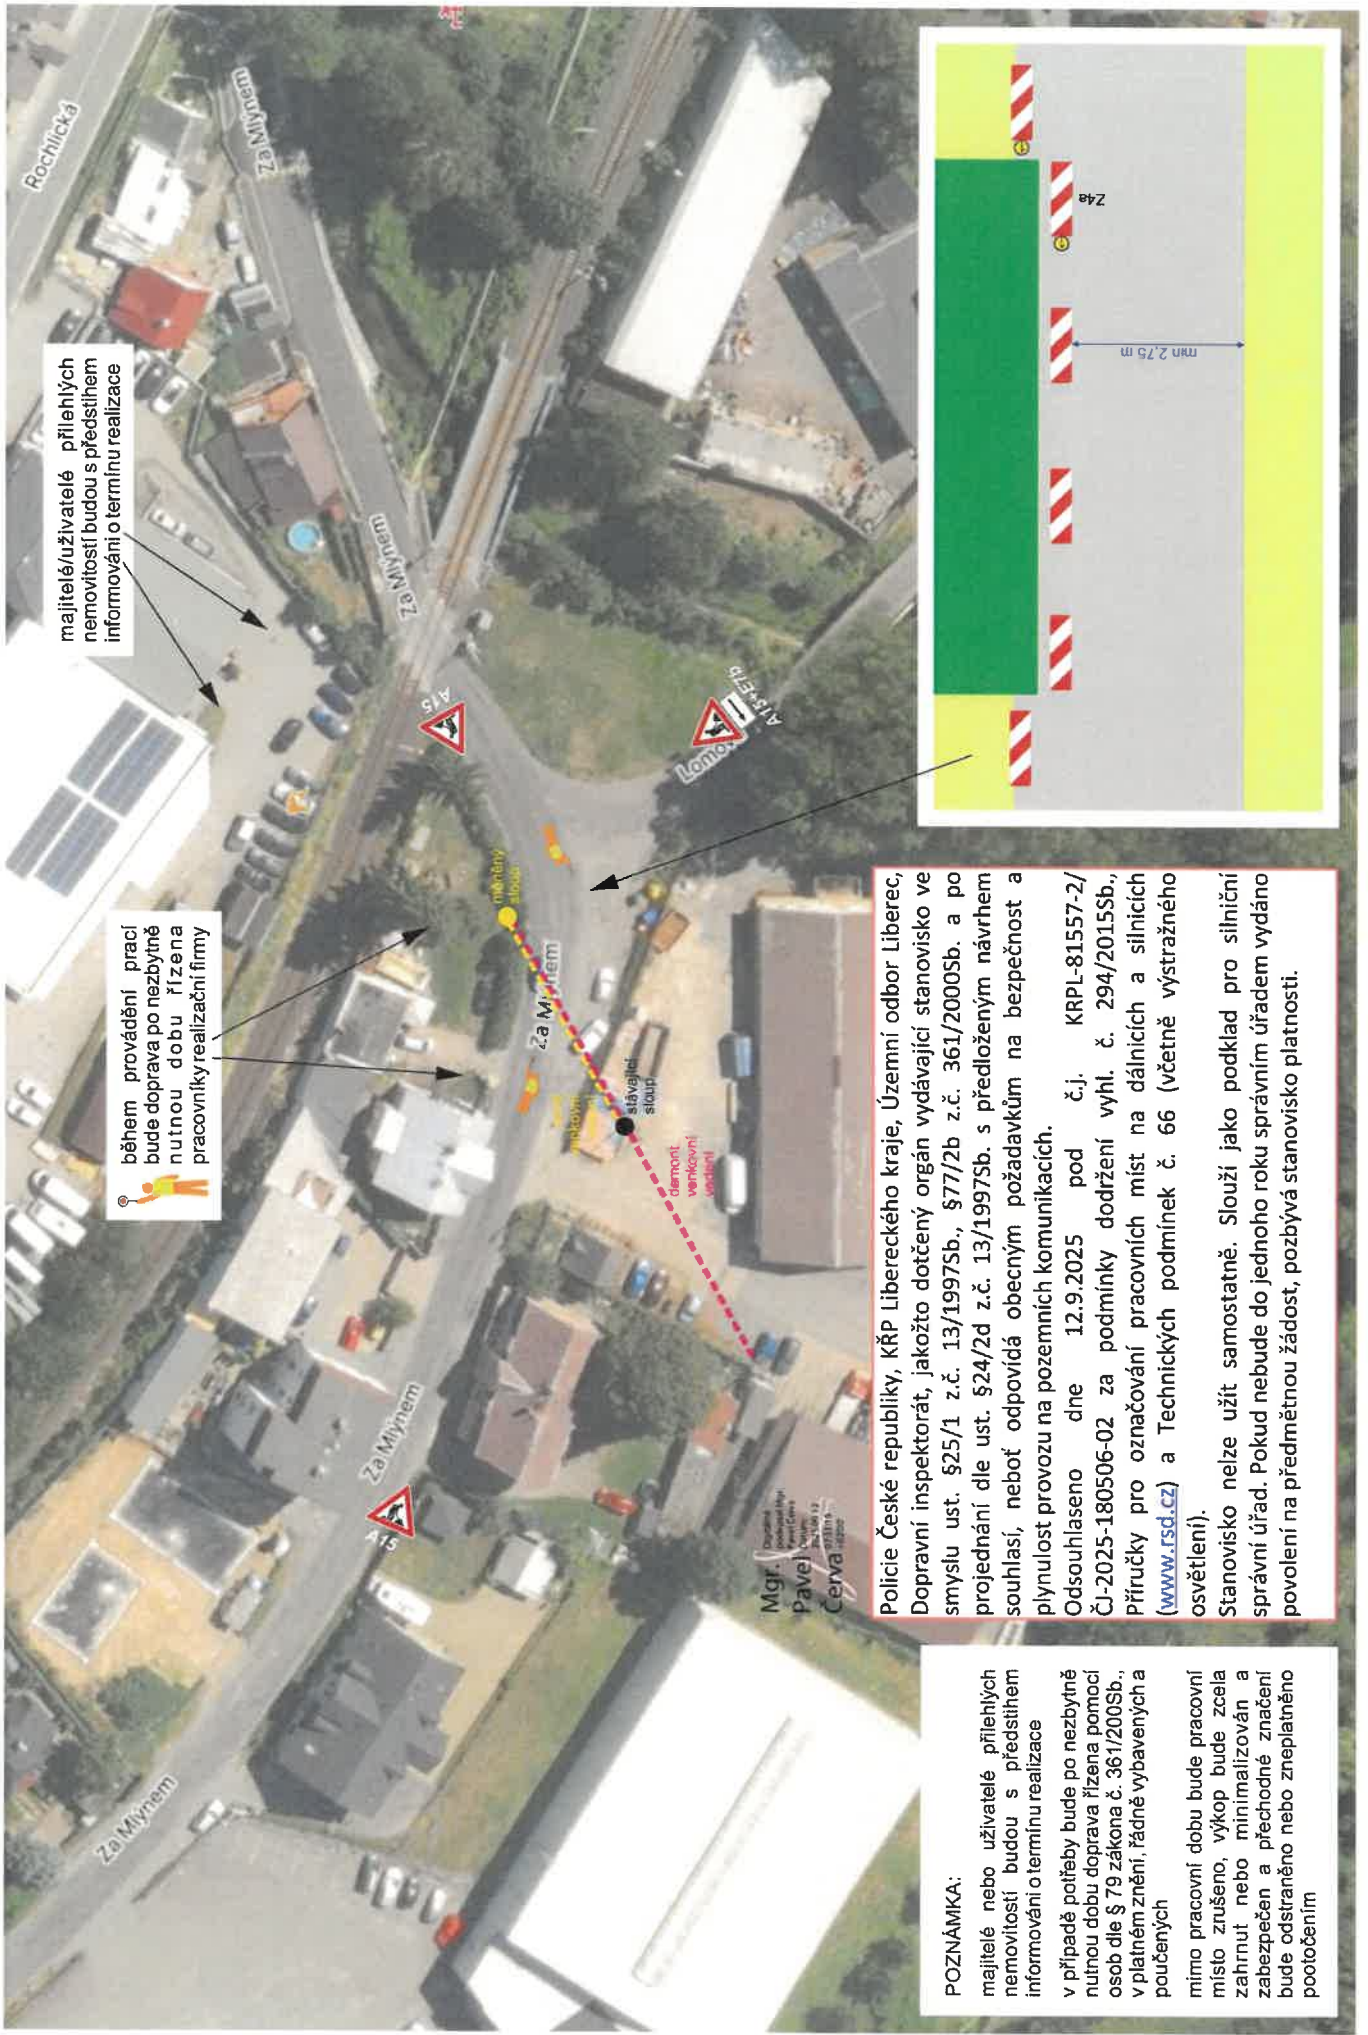 Rochlická
Za Mlýnem
majitelé/uživatelé přilehlých
nemovitostí budou s předstihem
informováni o termínu realizace
během provádění prací
bude doprava po nezbytně
nutnou dobu řízena
pracovníky realizační firmy
Za Mlýnem
A15
A15+E7b
měněný
sloup
stávající
sloup
demont
venkovní
vedení
Za Mlýnem
A15
Za Mlýnem
Z4a
min 2,75 m
Mgr.
Pavel
Červa
Policie České republiky, KŘP Libereckého kraje, Územní odbor Liberec,
Dopravní inspektorát, jakožto dotčený orgán vydávající stanovisko ve
smyslu ust. §25/1 z.č. 13/1997Sb., §77/2b z.č. 361/2000Sb. a po
projednání dle ust. §24/2d z.č. 13/1997Sb. s předloženým návrhem
souhlasí, neboť odpovídá obecným požadavkům na bezpečnost a
plynulost provozu na pozemních komunikacích.
Odsouhlaseno dne 12.9.2025 pod č.j. KRPL-81557-2/
ČJ-2025-180506-02 za podmínky dodržení vyhl. č. 294/2015Sb.,
Příručky pro označování pracovních míst na dálnicích a silnicích
(www.rsd.cz) a Technických podmínek č. 66 (včetně výstražného
osvětlení).
Stanovisko nelze užít samostatně. Slouží jako podklad pro silniční
správní úřad. Pokud nebude do jednoho roku správním úřadem vydáno
povolení na předmětnou žádost, pozbývá stanovisko platnosti.
POZNÁMKA:
majitelé nebo uživatelé přilehlých
nemovitostí budou s předstihem
informováni o termínu realizace
v případě potřeby bude po nezbytně
nutnou dobu doprava řízena pomocí
osob dle § 79 zákona č. 361/200Sb.,
v platném znění, řádně vybavených a
poučených
mimo pracovní dobu bude pracovní
místo zrušeno, výkop bude zcela
zahrnut nebo minimalizován a
zabezpečen a přechodné značení
bude odstraněno nebo zneplatněno
pootočením